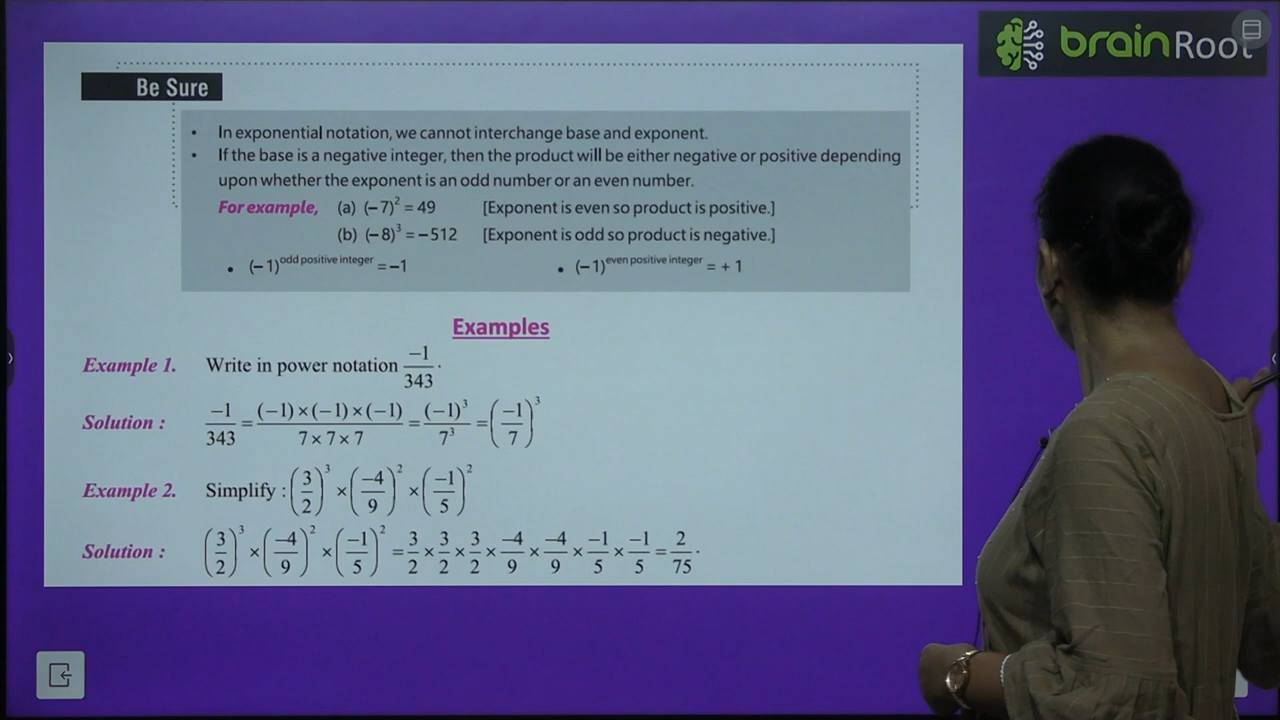 brainRoot
Be Sure
• In exponential notation, we cannot interchange base and exponent.
• If the base is a negative integer, then the product will be either negative or positive depending
upon whether the exponent is an odd number or an even number.
For example, (a) (−7)² = 49 [Exponent is even so product is positive.]
(b) (−8)³ = −512 [Exponent is odd so product is negative.]
• (−1)^odd positive integer = −1 • (−1)^even positive integer = + 1
Examples
Example 1. Write in power notation −1/343.
Solution : −1/343 = (−1)×(−1)×(−1)/7×7×7 = (−1)³/7³ = (−1/7)³
Example 2. Simplify : (3/2)³ × (−4/9)² × (−1/5)²
Solution : (3/2)³ × (−4/9)² × (−1/5)² = 3/2 × 3/2 × 3/2 × −4/9 × −4/9 × −1/5 × −1/5 = 2/75.